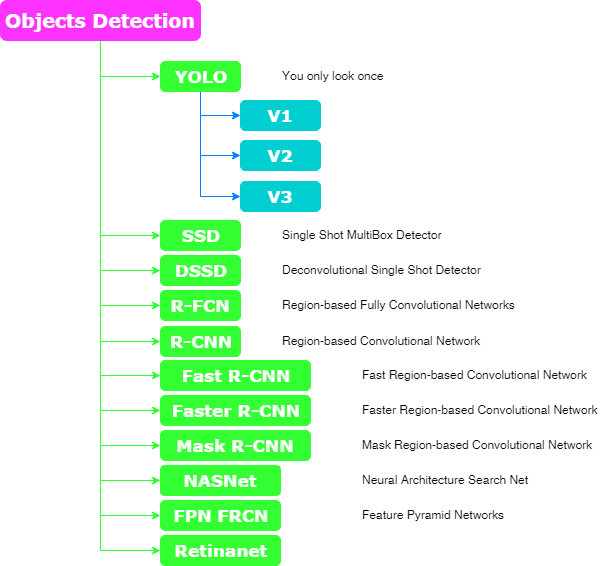 Objects Detection
YOLO You only look once
V1
V2
V3
SSD Single Shot MultiBox Detector
DSSD Deconvolutional Single Shot Detector
R-FCN Region-based Fully Convolutional Networks
R-CNN Region-based Convolutional Network
Fast R-CNN Fast Region-based Convolutional Network
Faster R-CNN Faster Region-based Convolutional Network
Mask R-CNN Mask Region-based Convolutional Network
NASNet Neural Architecture Search Net
FPN FRCN Feature Pyramid Networks
Retinanet